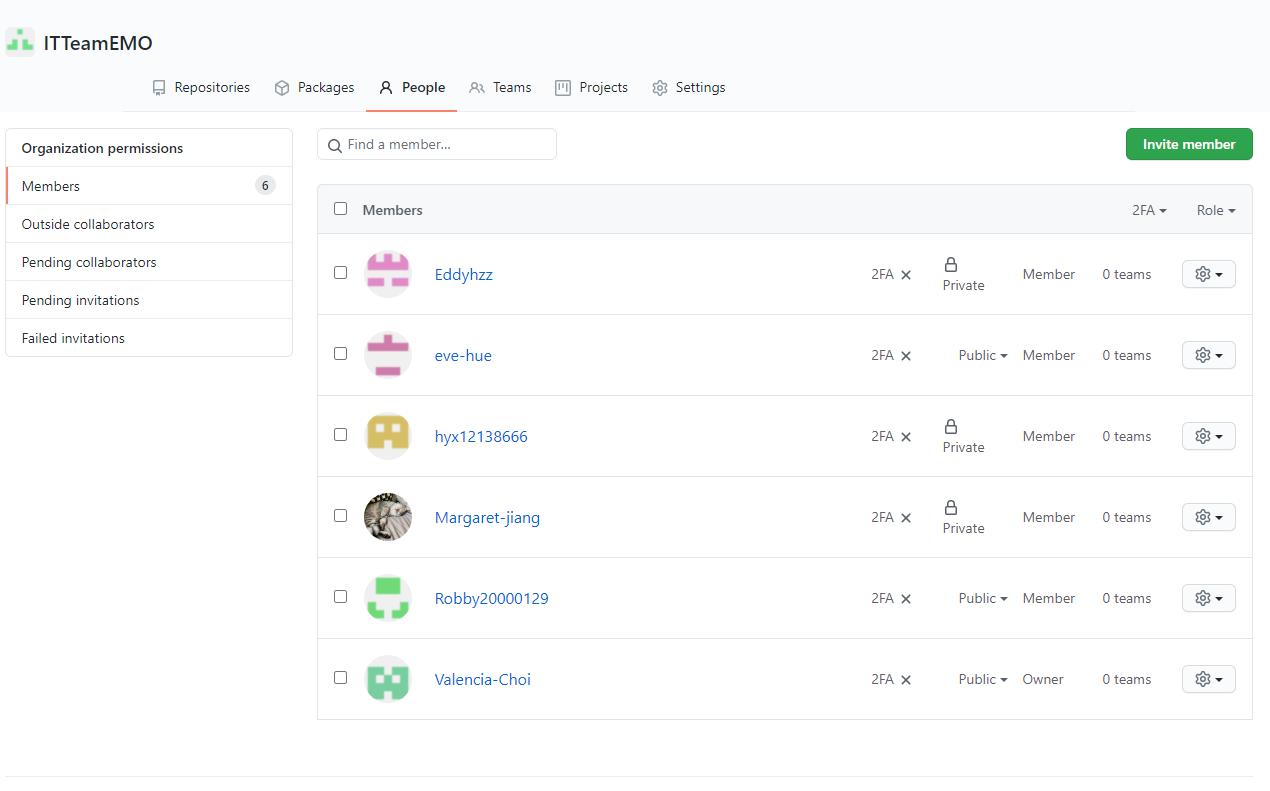 ITTeamEMO
Repositories Packages People Teams Projects Settings
Organization permissions
Members 6
Outside collaborators
Pending collaborators
Pending invitations
Failed invitations
Find a member...
Invite member
Members 2FA Role
Eddyhzz 2FA Private Member 0 teams
eve-hue 2FA Public Member 0 teams
hyx12138666 2FA Private Member 0 teams
Margaret-jiang 2FA Private Member 0 teams
Robby20000129 2FA Public Member 0 teams
Valencia-Choi 2FA Public Owner 0 teams